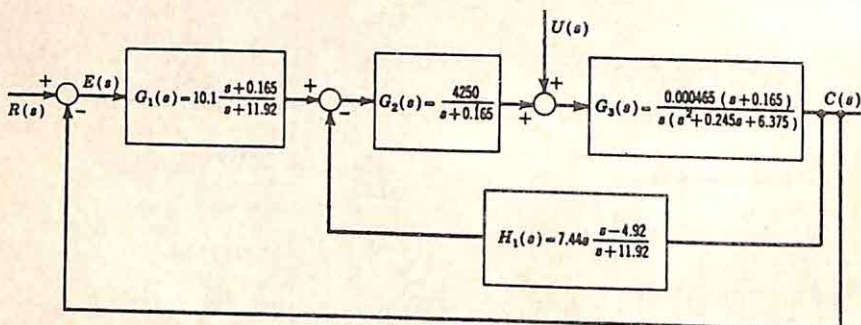 U(s)
R(s)
+
-
E(s)
G₁(s)=10.1 (s+0.165)/(s+11.92)
+
-
G₂(s)= 4250/(s+0.165)
+
+
G₃(s)= 0.000465 (s+0.165)/(s(s²+0.245s+6.375))
C(s)
H₁(s)=7.44s (s-4.92)/(s+11.92)